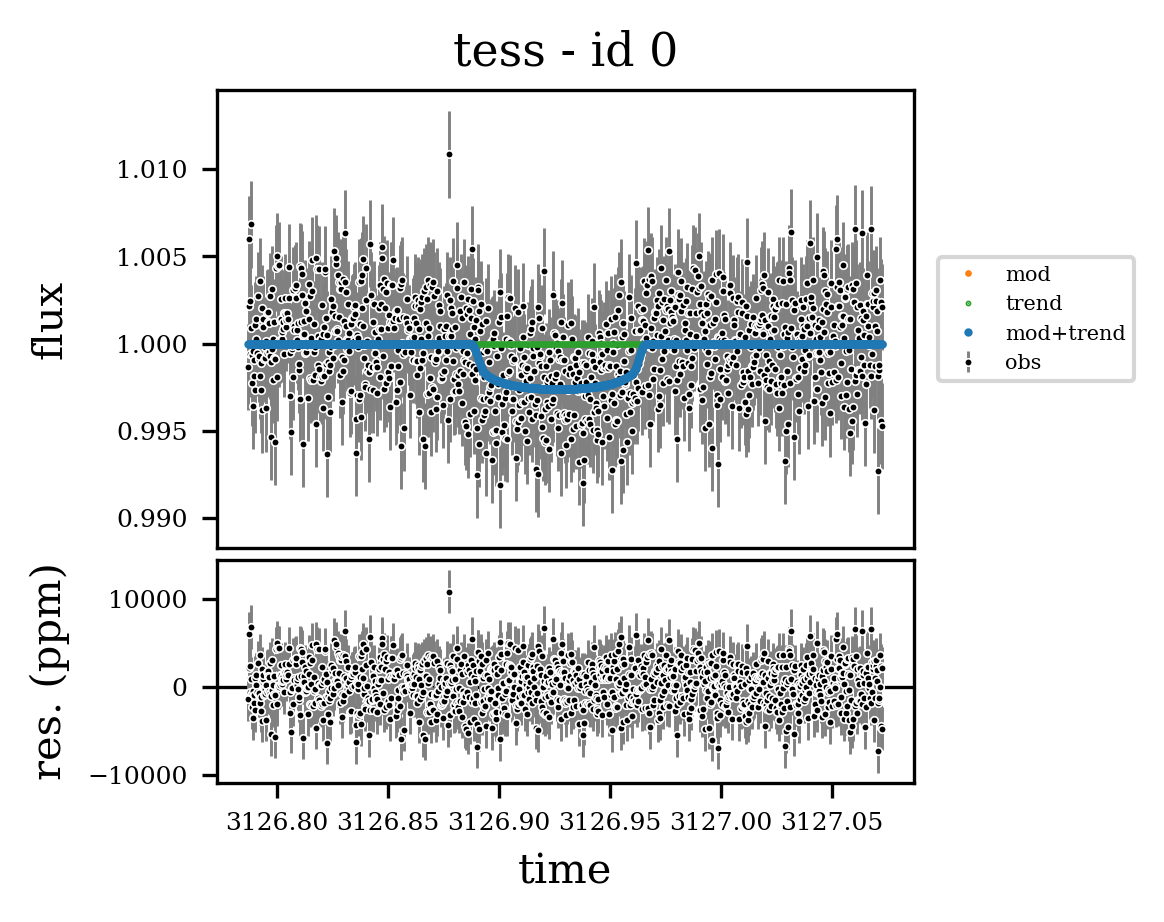 tess - id 0
flux
1.010
1.005
1.000
0.995
0.990
mod
trend
mod+trend
obs
res. (ppm)
10000
0
−10000
3126.80 3126.85 3126.90 3126.95 3127.00 3127.05
time